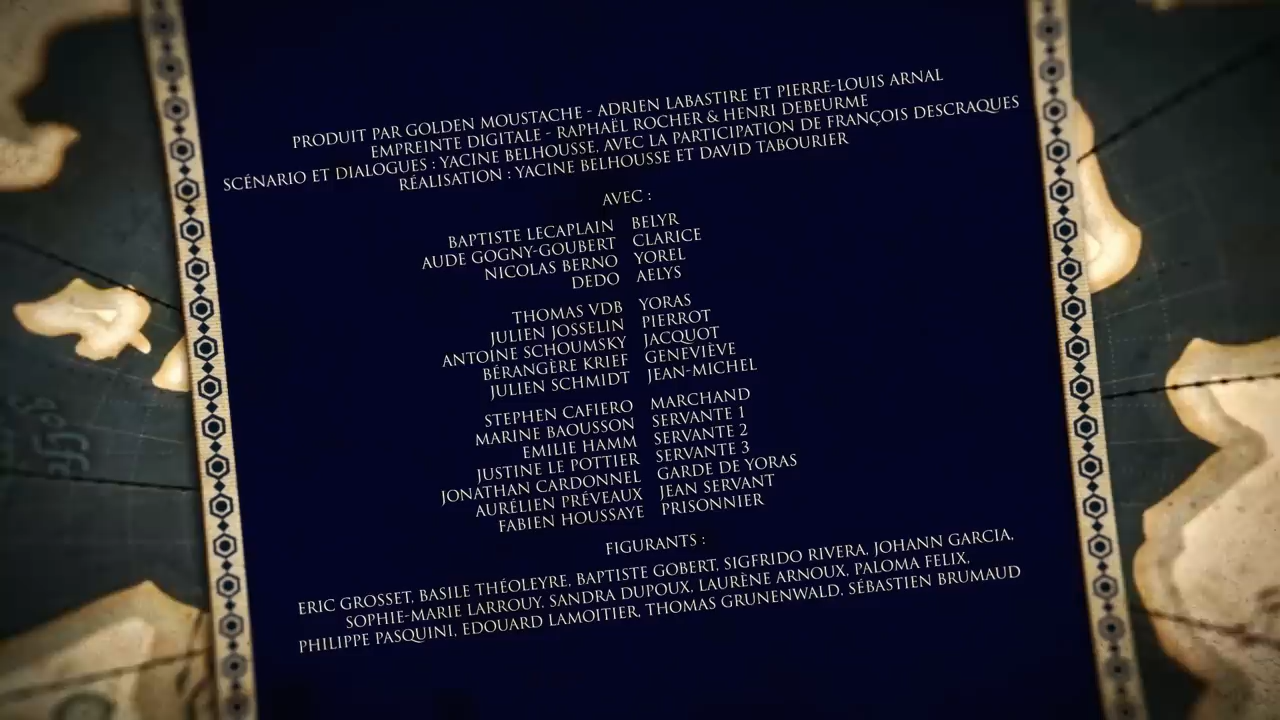 PRODUIT PAR GOLDEN MOUSTACHE - ADRIEN LABASTIRE ET PIERRE-LOUIS ARNAL
EMPREINTE DIGITALE - RAPHAËL ROCHER & HENRI DEBEURME
SCÉNARIO ET DIALOGUES : YACINE BELHOUSSE, AVEC LA PARTICIPATION DE FRANÇOIS DESCRAQUES
RÉALISATION : YACINE BELHOUSSE ET DAVID TABOURIER
AVEC :
BAPTISTE LECAPLAIN BELYR
AUDE GOGNY-GOUBERT CLARICE
NICOLAS BERNO YOREL
DEDO AELYS
THOMAS VDB YORAS
JULIEN JOSSELIN PIERROT
ANTOINE SCHOUMSKY JACQUOT
BÉRANGÈRE KRIEF GENEVIÈVE
JULIEN SCHMIDT JEAN-MICHEL
STEPHEN CAFIERO MARCHAND
MARINE BAOUSSON SERVANTE 1
EMILIE HAMM SERVANTE 2
JUSTINE LE POTTIER SERVANTE 3
JONATHAN CARDONNEL GARDE DE YORAS
AURÉLIEN PRÉVEAUX JEAN SERVANT
FABIEN HOUSSAYE PRISONNIER
FIGURANTS :
ERIC GROSSET, BASILE THÉOLEYRE, BAPTISTE GOBERT, SIGFRIDO RIVERA, JOHANN GARCIA,
SOPHIE-MARIE LARROUY, SANDRA DUPOUX, LAURÈNE ARNOUX, PALOMA FELIX,
PHILIPPE PASQUINI, EDOUARD LAMOITIER, THOMAS GRUNENWALD, SÉBASTIEN BRUMAUD